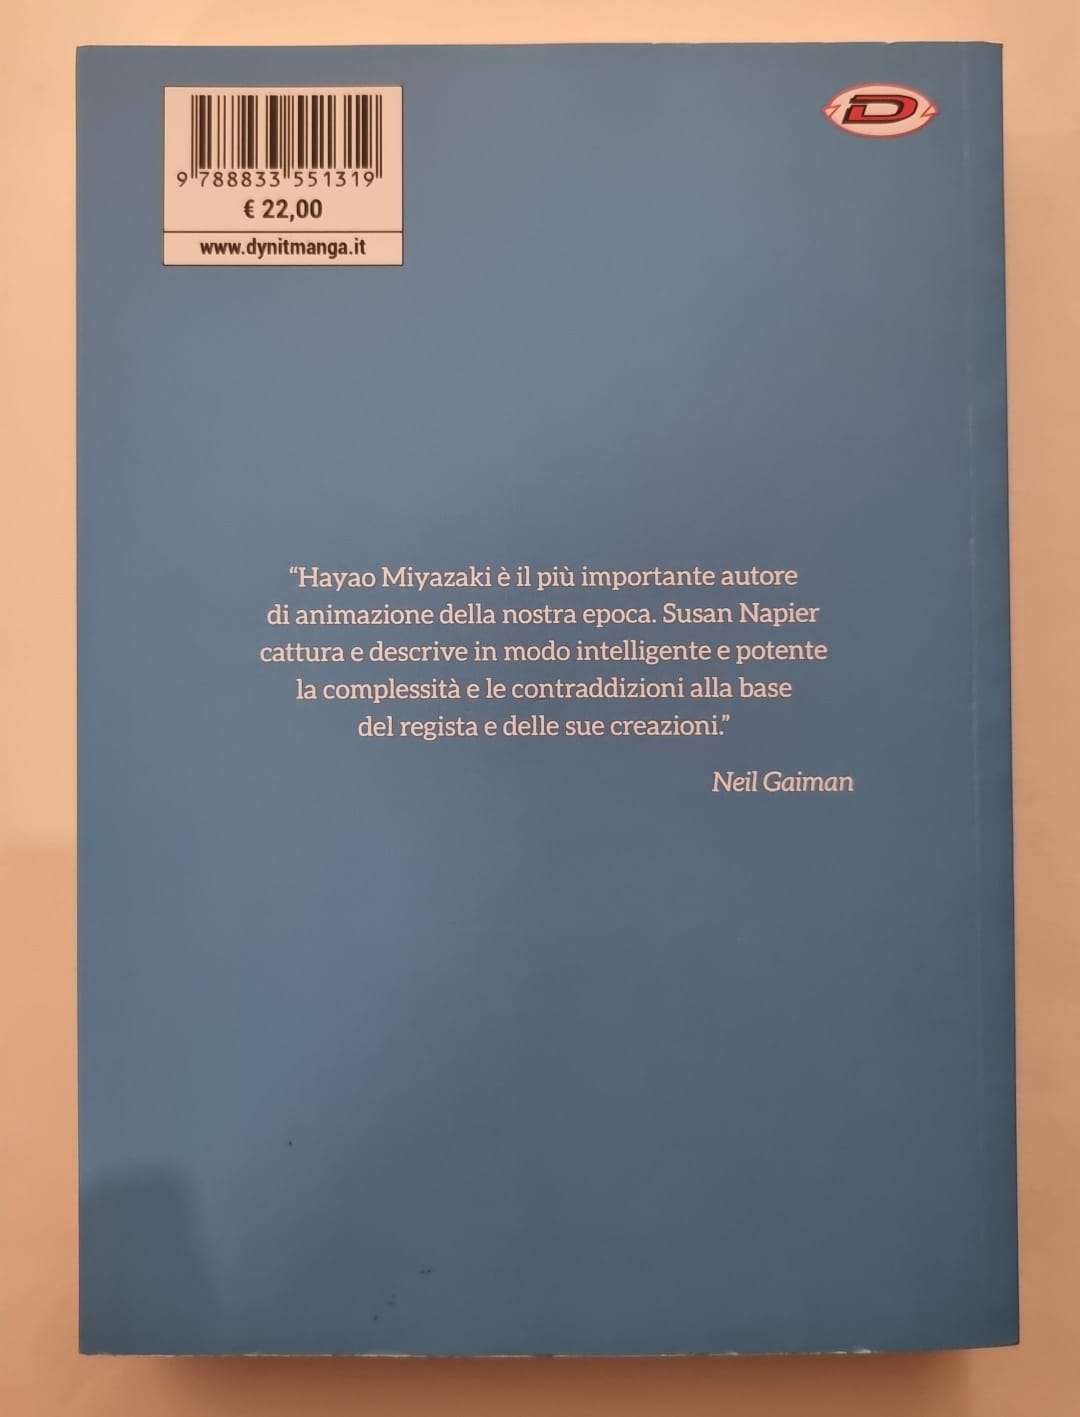 9 788833 551319
€ 22,00
www.dynitmanga.it
D
“Hayao Miyazaki è il più importante autore
di animazione della nostra epoca. Susan Napier
cattura e descrive in modo intelligente e potente
la complessità e le contraddizioni alla base
del regista e delle sue creazioni.”
Neil Gaiman